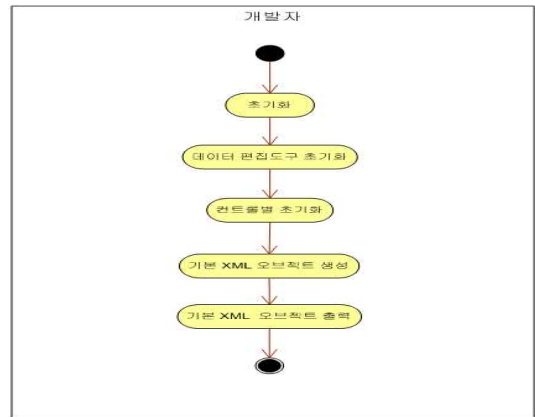 개발자
초기화
데이터 편집도구 초기화
컨트롤별 초기화
기본 XML 오브젝트 생성
기본 XML 오브젝트 출력